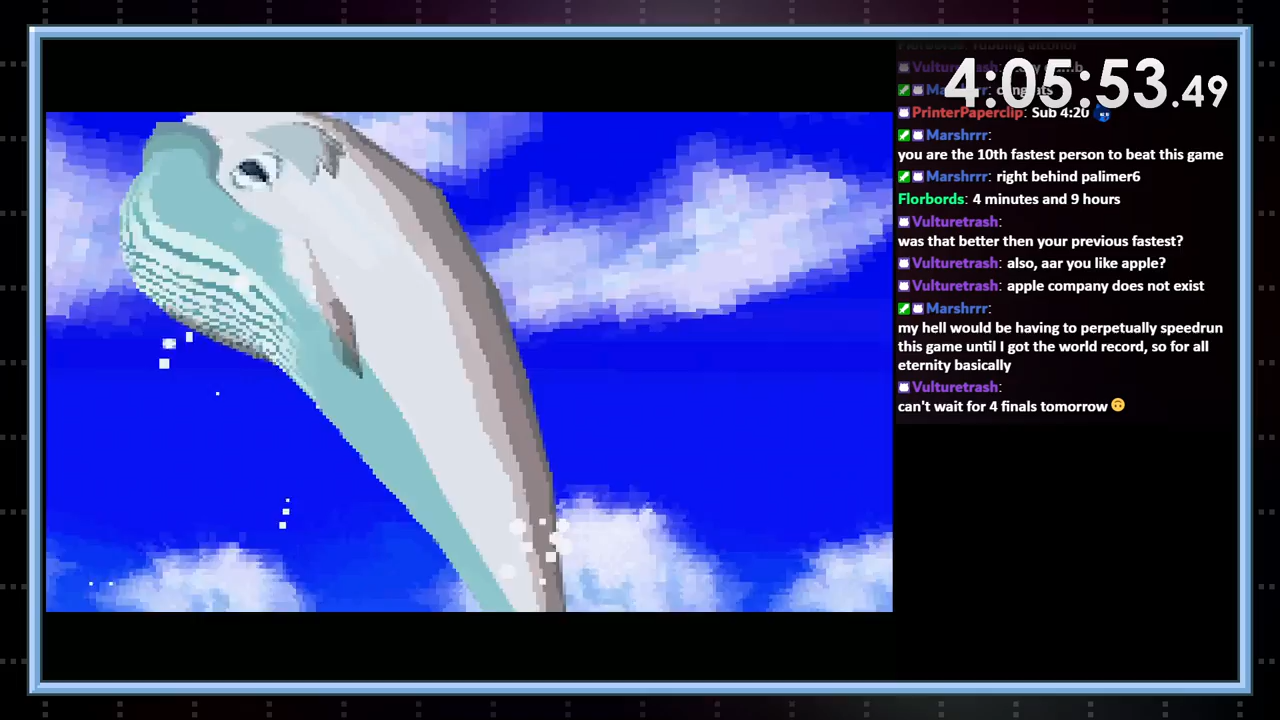 4:05:53.49
PrinterPaperclip: Sub 4:20
Marshrrr:
you are the 10th fastest person to beat this game
Marshrrr: right behind palimer6
Florbords: 4 minutes and 9 hours
Vulturetrash:
was that better then your previous fastest?
Vulturetrash: also, aar you like apple?
Vulturetrash: apple company does not exist
Marshrrr:
my hell would be having to perpetually speedrun
this game until I got the world record, so for all
eternity basically
Vulturetrash:
can't wait for 4 finals tomorrow